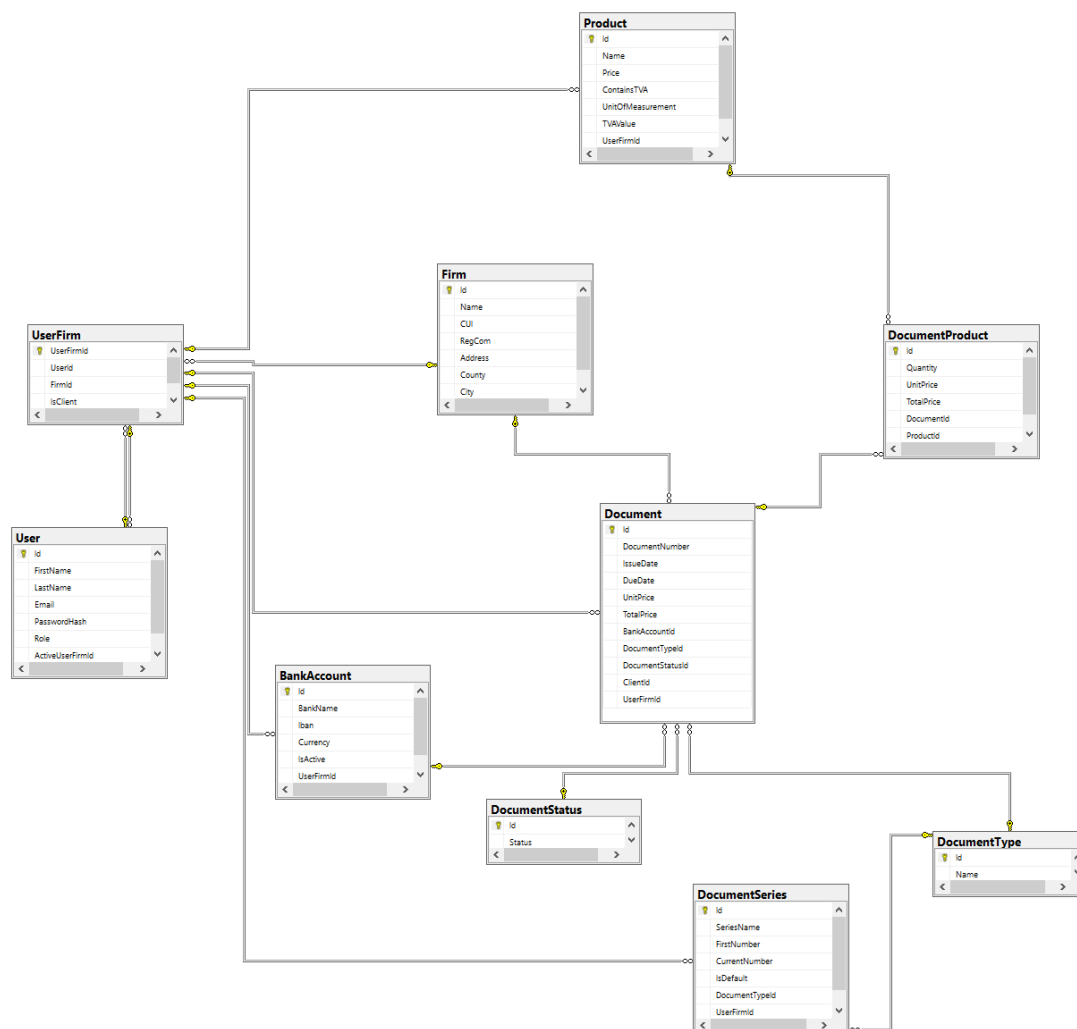 Product
Id
Name
Price
ContainsTVA
UnitOfMeasurement
TVAValue
UserFirmId
Firm
Id
Name
CUI
RegCom
Address
County
City
UserFirm
UserFirmId
UserId
FirmId
IsClient
DocumentProduct
Id
Quantity
UnitPrice
TotalPrice
DocumentId
ProductId
Document
Id
DocumentNumber
IssueDate
DueDate
UnitPrice
TotalPrice
BankAccountId
DocumentTypeId
DocumentStatusId
ClientId
UserFirmId
User
Id
FirstName
LastName
Email
PasswordHash
Role
ActiveUserFirmId
BankAccount
Id
BankName
Iban
Currency
IsActive
UserFirmId
DocumentStatus
Id
Status
DocumentType
Id
Name
DocumentSeries
Id
SeriesName
FirstNumber
CurrentNumber
IsDefault
DocumentTypeId
UserFirmId